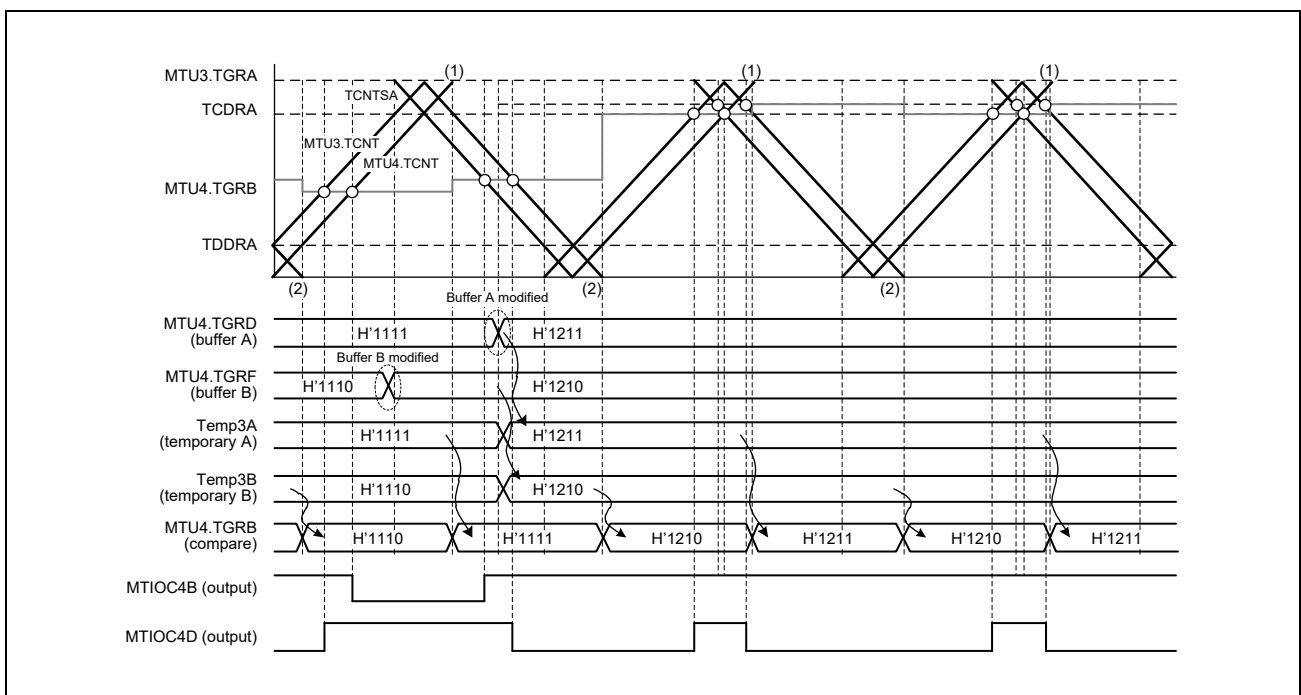 MTU3.TGRA
(1)
(1)
(1)
TCNTSA
TCDRA
MTU3.TCNT
MTU4.TCNT
MTU4.TGRB
TDDRA
(2)
(2)
(2)
Buffer A modified
MTU4.TGRD
(buffer A)
H'1111
H'1211
Buffer B modified
MTU4.TGRF
(buffer B)
H'1110
H'1210
Temp3A
(temporary A)
H'1111
H'1211
Temp3B
(temporary B)
H'1110
H'1210
MTU4.TGRB
(compare)
H'1110
H'1111
H'1210
H'1211
H'1210
H'1211
MTIOC4B (output)
MTIOC4D (output)